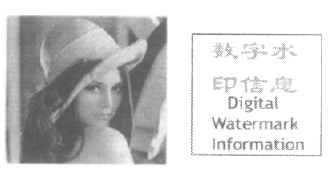 数字水
印信息
Digital
Watermark
Information